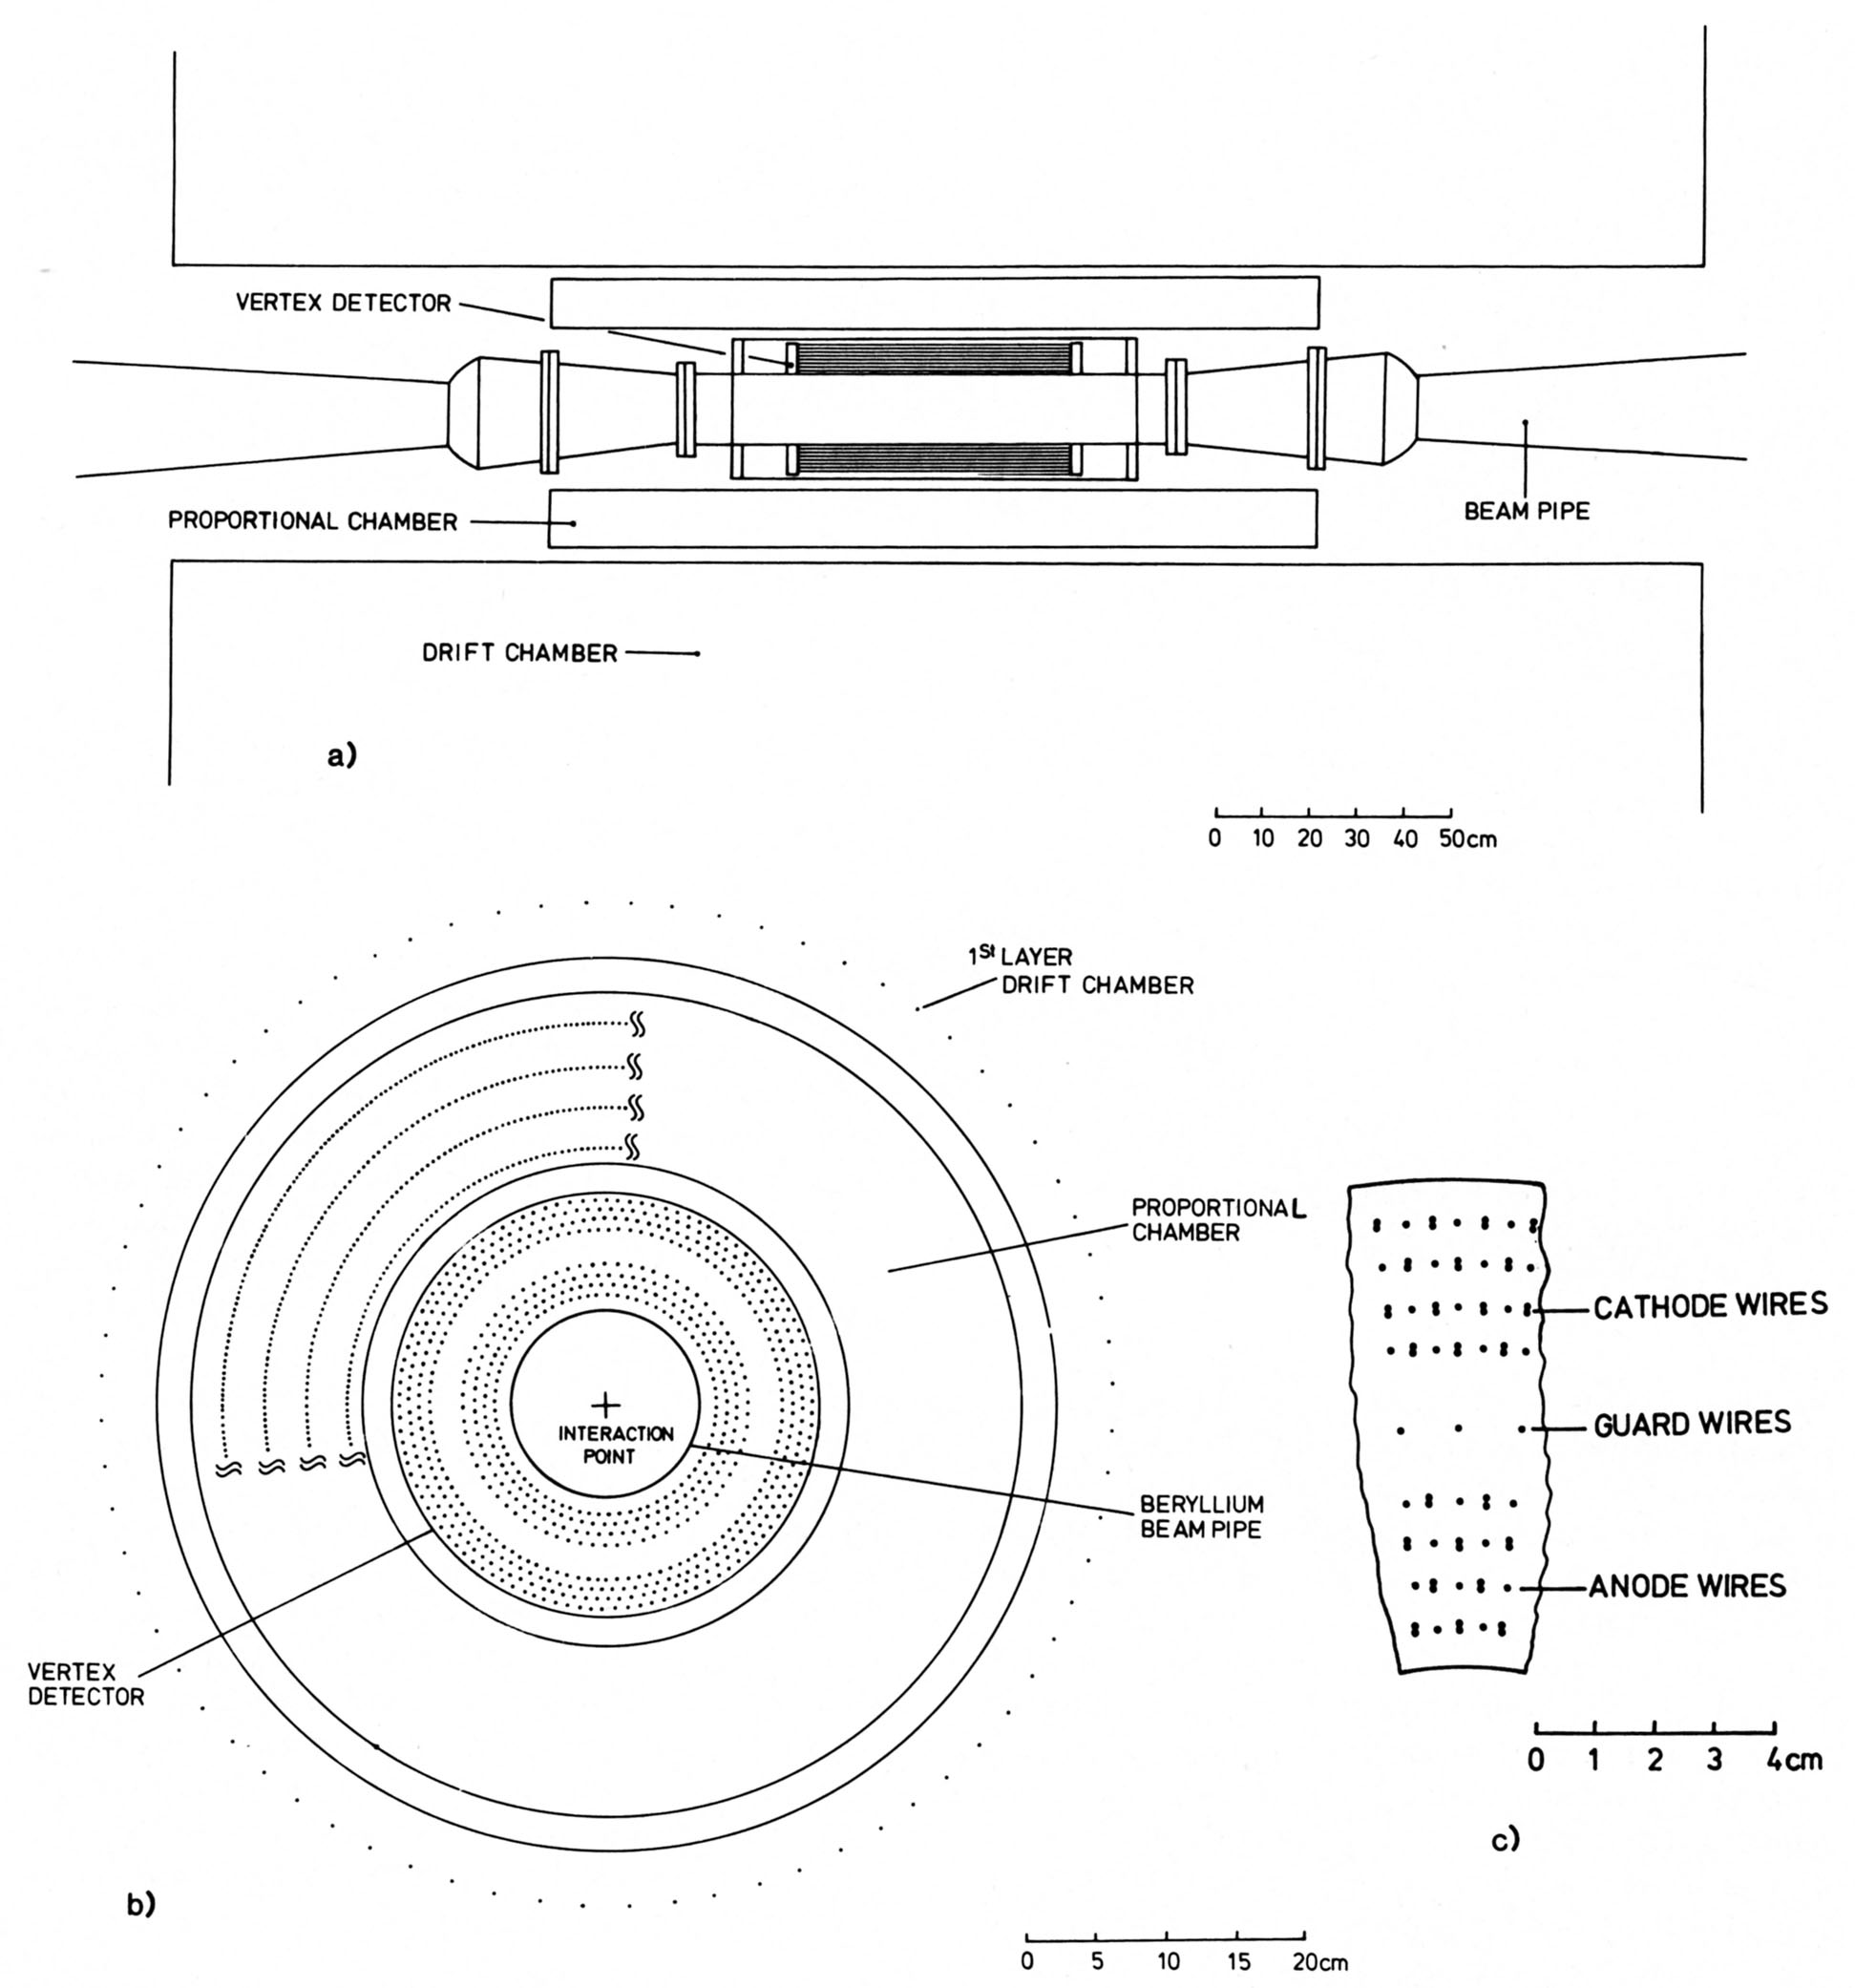 VERTEX DETECTOR
PROPORTIONAL CHAMBER
BEAM PIPE
DRIFT CHAMBER
a)
0 10 20 30 40 50cm
1St LAYER
DRIFT CHAMBER
PROPORTIONAL
CHAMBER
INTERACTION
POINT
BERYLLIUM
BEAM PIPE
VERTEX
DETECTOR
b)
0 5 10 15 20cm
CATHODE WIRES
GUARD WIRES
ANODE WIRES
0 1 2 3 4cm
c)